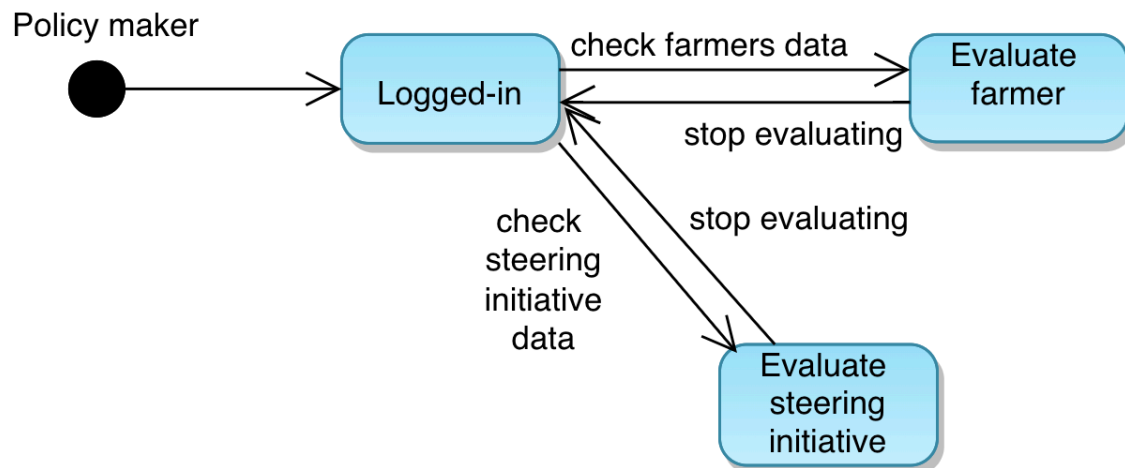 Policy maker
Logged-in
check farmers data
Evaluate
farmer
stop evaluating
check
steering
initiative
data
stop evaluating
Evaluate
steering
initiative